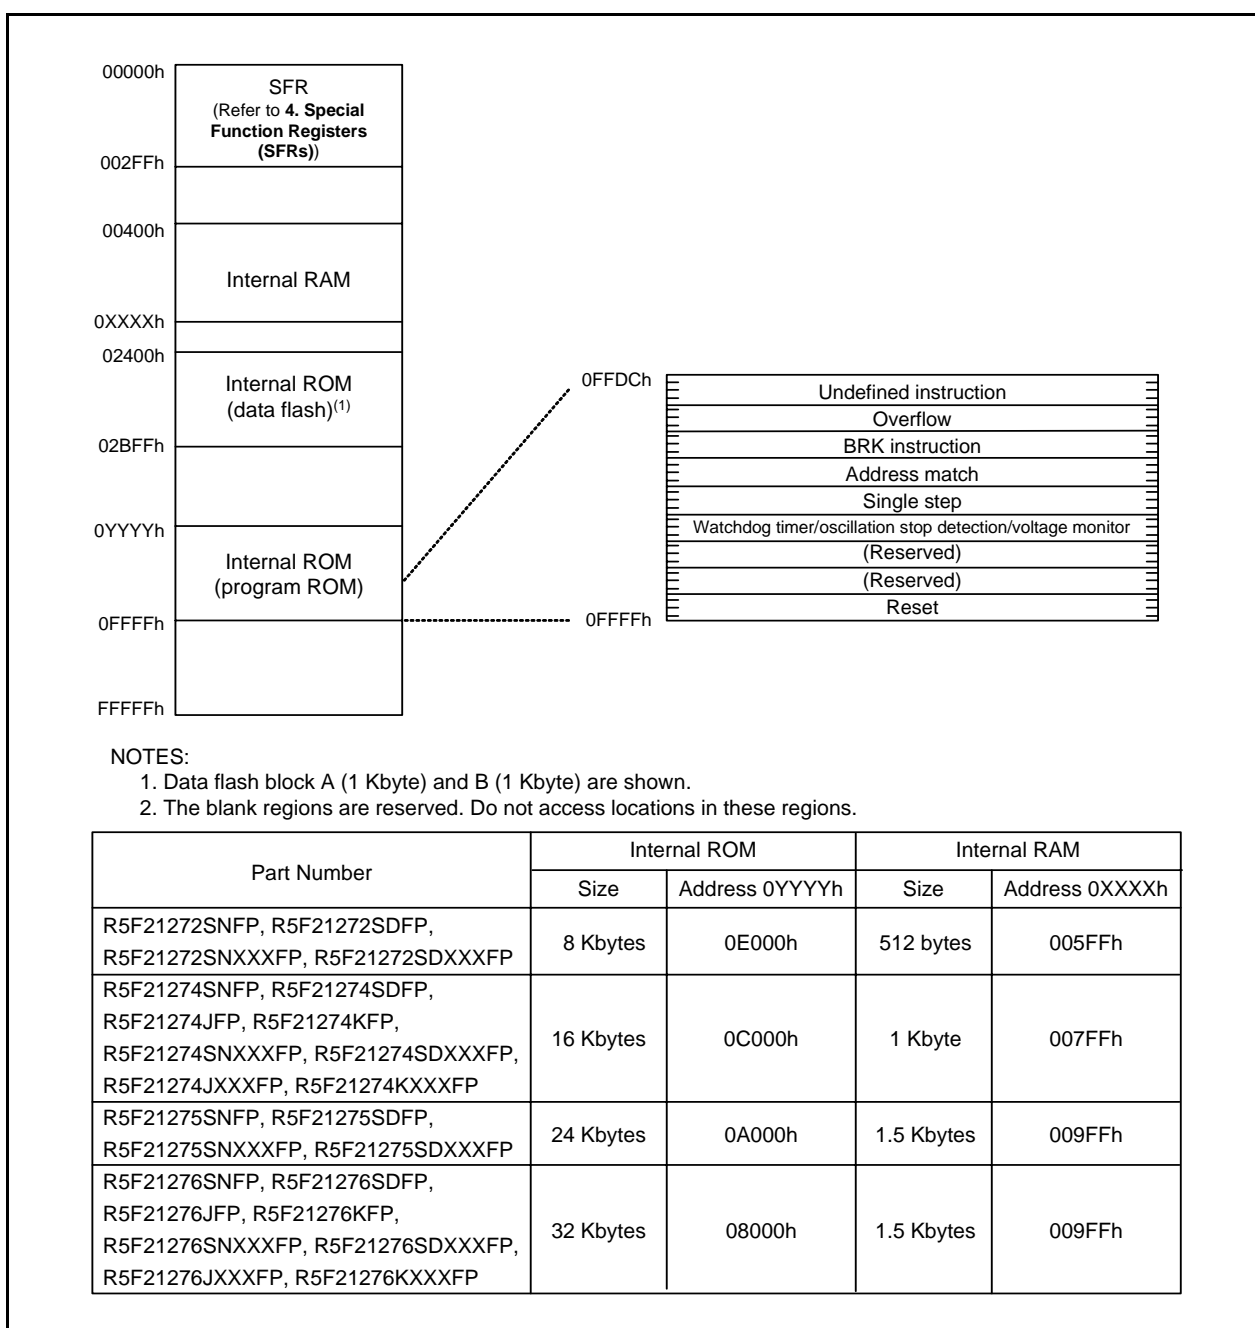 00000h
SFR
(Refer to 4. Special
Function Registers
(SFRs))
002FFh
00400h
Internal RAM
0XXXXh
02400h
Internal ROM
(data flash)(1)
02BFFh
0YYYYh
Internal ROM
(program ROM)
0FFFFh
FFFFFh
0FFDCh
Undefined instruction
Overflow
BRK instruction
Address match
Single step
Watchdog timer/oscillation stop detection/voltage monitor
(Reserved)
(Reserved)
Reset
0FFFFh
NOTES:
1. Data flash block A (1 Kbyte) and B (1 Kbyte) are shown.
2. The blank regions are reserved. Do not access locations in these regions.
Part Number Internal ROM Internal RAM
Size Address 0YYYYh Size Address 0XXXXh
R5F21272SNFP, R5F21272SDFP,
R5F21272SNXXXFP, R5F21272SDXXXFP
8 Kbytes 0E000h 512 bytes 005FFh
R5F21274SNFP, R5F21274SDFP,
R5F21274JFP, R5F21274KFP,
R5F21274SNXXXFP, R5F21274SDXXXFP,
R5F21274JXXXFP, R5F21274KXXXFP
16 Kbytes 0C000h 1 Kbyte 007FFh
R5F21275SNFP, R5F21275SDFP,
R5F21275SNXXXFP, R5F21275SDXXXFP
24 Kbytes 0A000h 1.5 Kbytes 009FFh
R5F21276SNFP, R5F21276SDFP,
R5F21276JFP, R5F21276KFP,
R5F21276SNXXXFP, R5F21276SDXXXFP,
R5F21276JXXXFP, R5F21276KXXXFP
32 Kbytes 08000h 1.5 Kbytes 009FFh